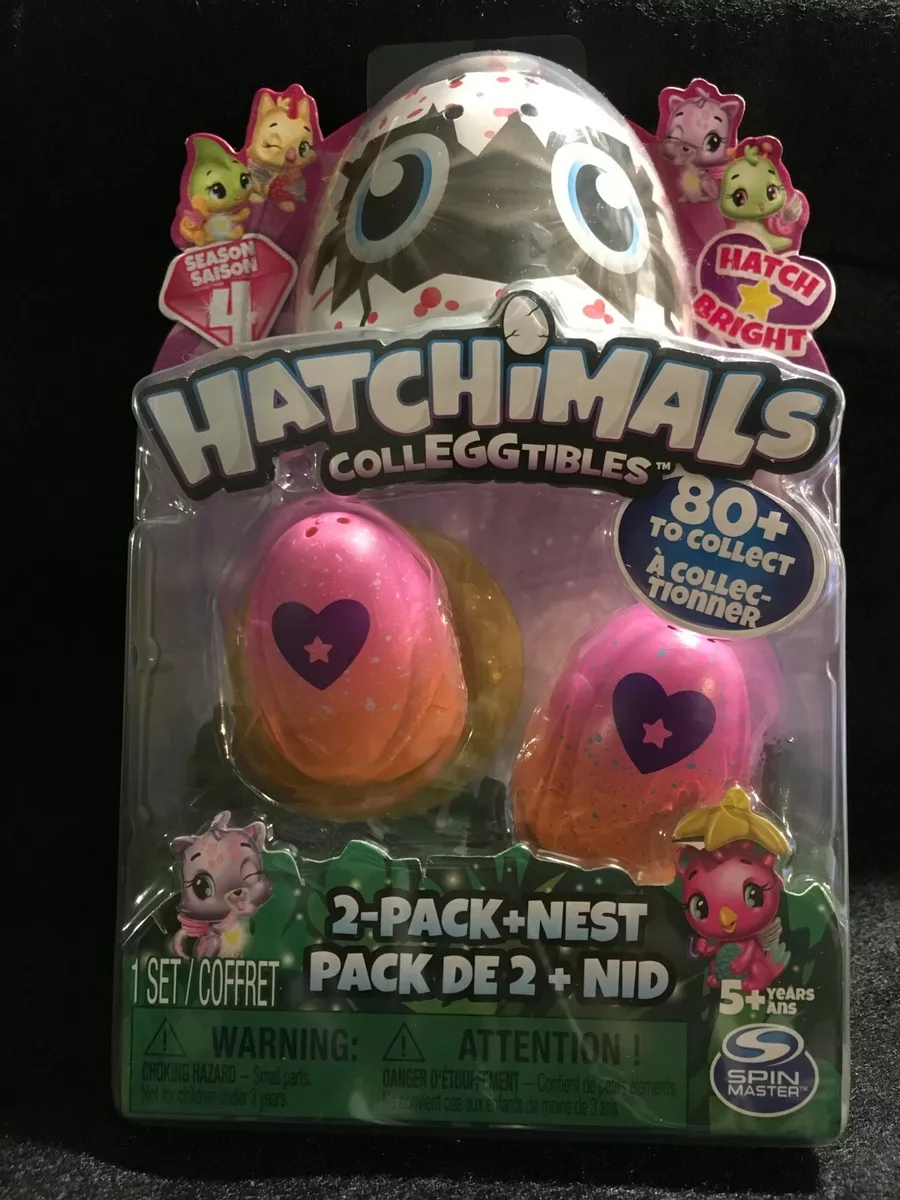 SEASON
SAISON
4
HATCH
BRIGHT
HATCHiMALS
COLLEGGTIBLES™
80+
TO COLLECT
À COLLEC-
TIONNER
2-PACK+NEST
PACK DE 2 + NID
1 SET / COFFRET
5+ YEARS
ANS
WARNING:
CHOKING HAZARD – Small parts.
Not for children under 3 years.
ATTENTION !
DANGER D'ÉTOUFFEMENT – Contient de petits éléments.
Ne convient pas aux enfants de moins de 3 ans.
SPIN
MASTER™